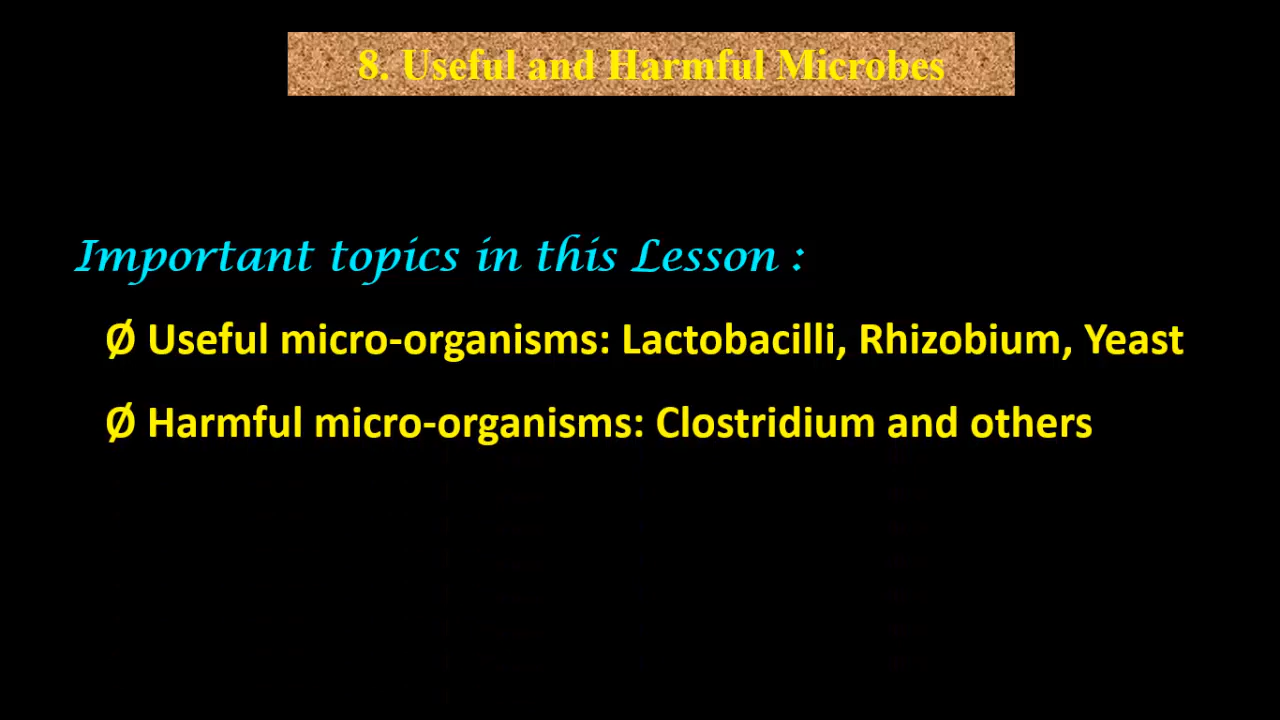 8. Useful and Harmful Microbes
Important topics in this Lesson :
Ø Useful micro-organisms: Lactobacilli, Rhizobium, Yeast
Ø Harmful micro-organisms: Clostridium and others